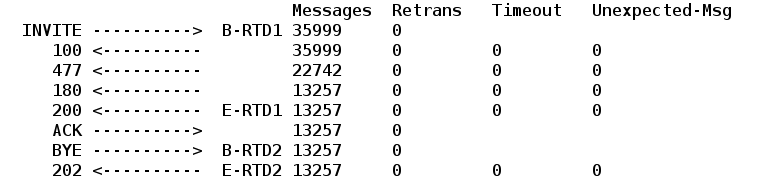 Messages Retrans Timeout Unexpected-Msg
INVITE ----------> B-RTD1 35999 0
100 <---------- 35999 0 0 0
477 <---------- 22742 0 0 0
180 <---------- 13257 0 0 0
200 <---------- E-RTD1 13257 0 0 0
ACK ----------> 13257 0
BYE ----------> B-RTD2 13257 0
202 <---------- E-RTD2 13257 0 0 0